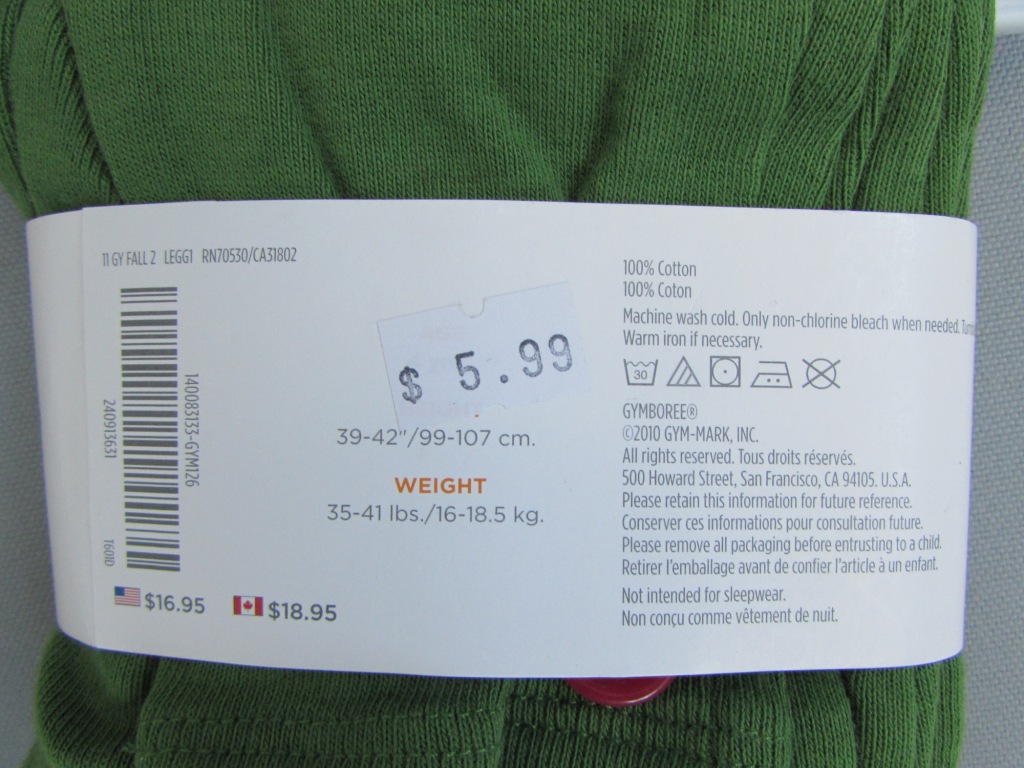 11 GY FALL 2 LEGG1 RN70530/CA31802
140083133-GYM126
240913631
T601D
$16.95
$18.95
$ 5.99
39-42"/99-107 cm.
WEIGHT
35-41 lbs./16-18.5 kg.
100% Cotton
100% Coton
Machine wash cold. Only non-chlorine bleach when needed.
Warm iron if necessary.
30
GYMBOREE®
©2010 GYM-MARK, INC.
All rights reserved. Tous droits réservés.
500 Howard Street, San Francisco, CA 94105. U.S.A.
Please retain this information for future reference.
Conserver ces informations pour consultation future.
Please remove all packaging before entrusting to a child.
Retirer l'emballage avant de confier l'article à un enfant.
Not intended for sleepwear.
Non conçu comme vêtement de nuit.